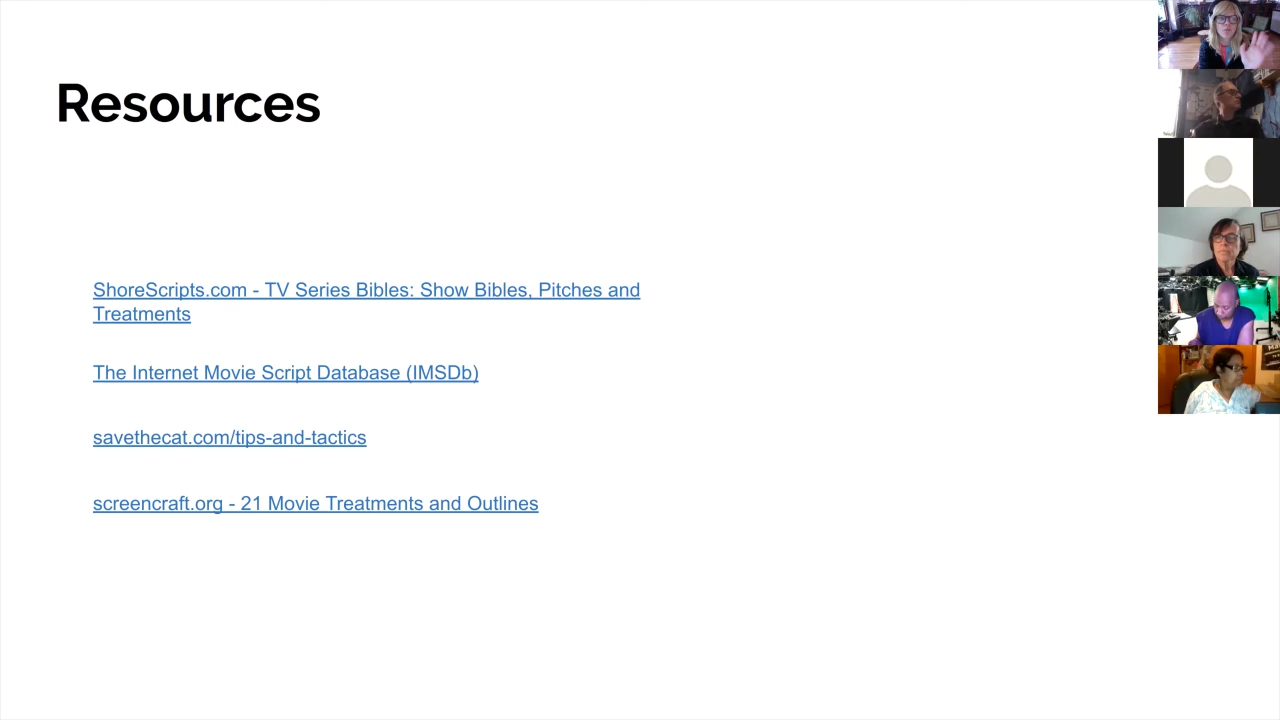 Resources
ShoreScripts.com - TV Series Bibles: Show Bibles, Pitches and
Treatments
The Internet Movie Script Database (IMSDb)
savethecat.com/tips-and-tactics
screencraft.org - 21 Movie Treatments and Outlines